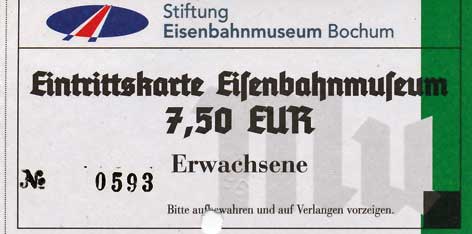 Stiftung
Eisenbahnmuseum Bochum
Eintrittskarte Eisenbahnmuseum
7,50 EUR
Erwachsene
№ 0593
Bitte aufbewahren und auf Verlangen vorzeigen.